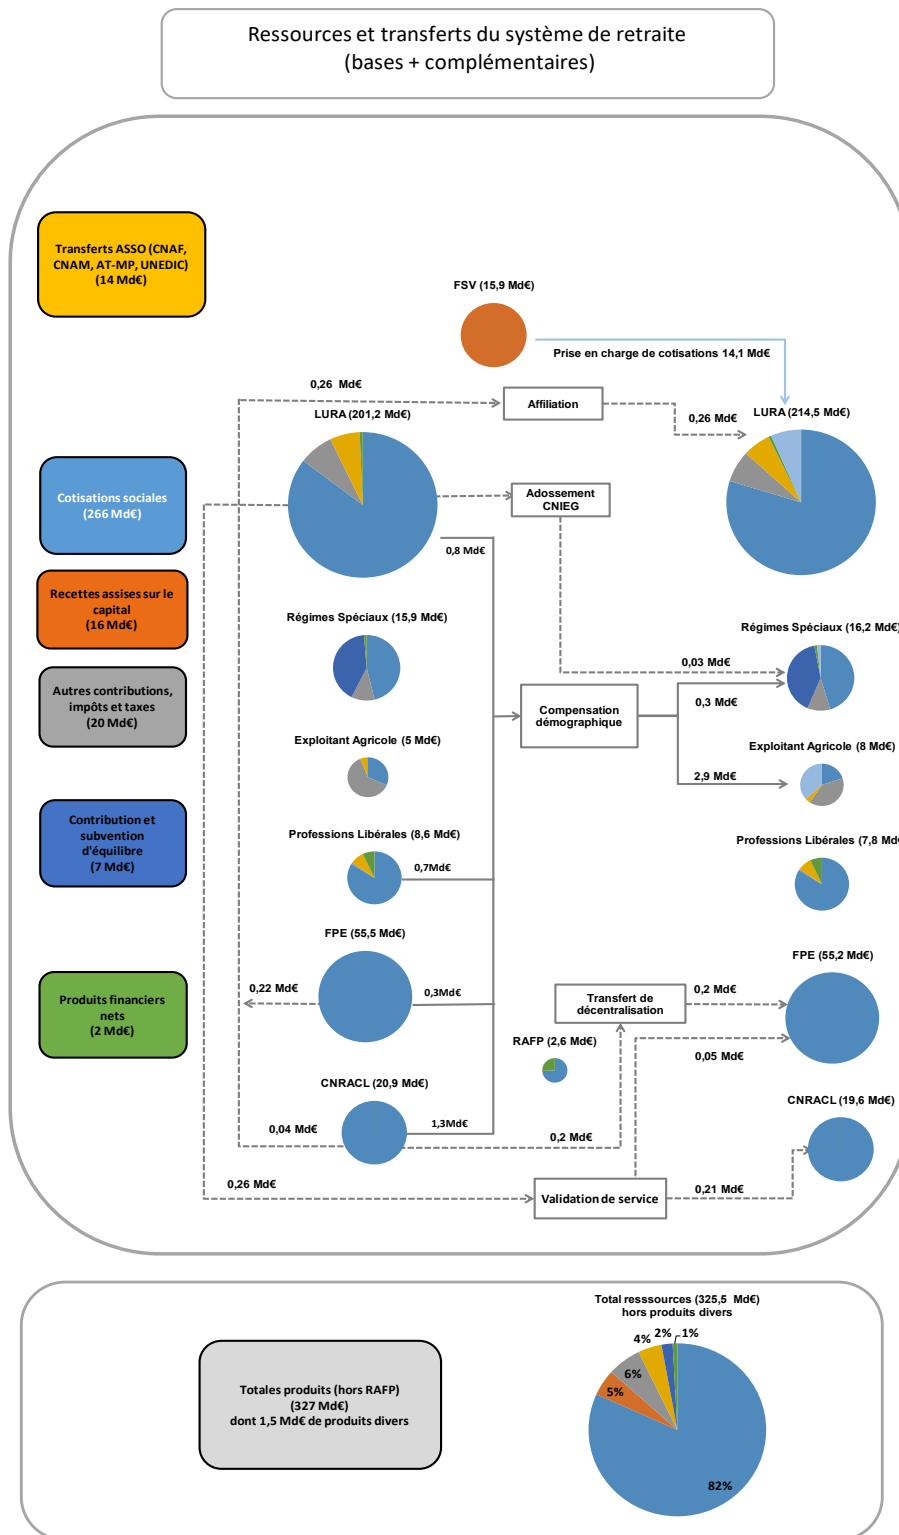 Ressources et transferts du système de retraite
(bases + complémentaires)
Transferts ASSO (CNAF,
CNAM, AT-MP, UNEDIC)
(14 Md€)
FSV (15,9 Md€)
Prise en charge de cotisations 14,1 Md€
0,26 Md€
Affiliation
LURA (201,2 Md€)
0,26 Md€
LURA (214,5 Md€)
Cotisations sociales
(266 Md€)
Adossement
CNIEG
0,8 Md€
Recettes assises sur le
capital
(16 Md€)
Régimes Spéciaux (15,9 Md€)
Régimes Spéciaux (16,2 Md€)
0,03 Md€
Autres contributions,
impôts et taxes
(20 Md€)
Compensation
démographique
0,3 Md€
Exploitant Agricole (5 Md€)
Exploitant Agricole (8 Md€)
2,9 Md€
Contribution et
subvention
d'équilibre
(7 Md€)
Professions Libérales (8,6 Md€)
0,7Md€
Professions Libérales (7,8 Md€)
FPE (55,5 Md€)
FPE (55,2 Md€)
Produits financiers
nets
(2 Md€)
0,22 Md€
0,3Md€
Transfert de
décentralisation
0,2 Md€
RAFP (2,6 Md€)
0,05 Md€
CNRACL (20,9 Md€)
CNRACL (19,6 Md€)
0,04 Md€
1,3Md€
0,2 Md€
0,26 Md€
Validation de service
0,21 Md€
Total resssources (325,5 Md€)
hors produits divers
4%
2%
1%
6%
5%
82%
Totales produits (hors RAFP)
(327 Md€)
dont 1,5 Md€ de produits divers